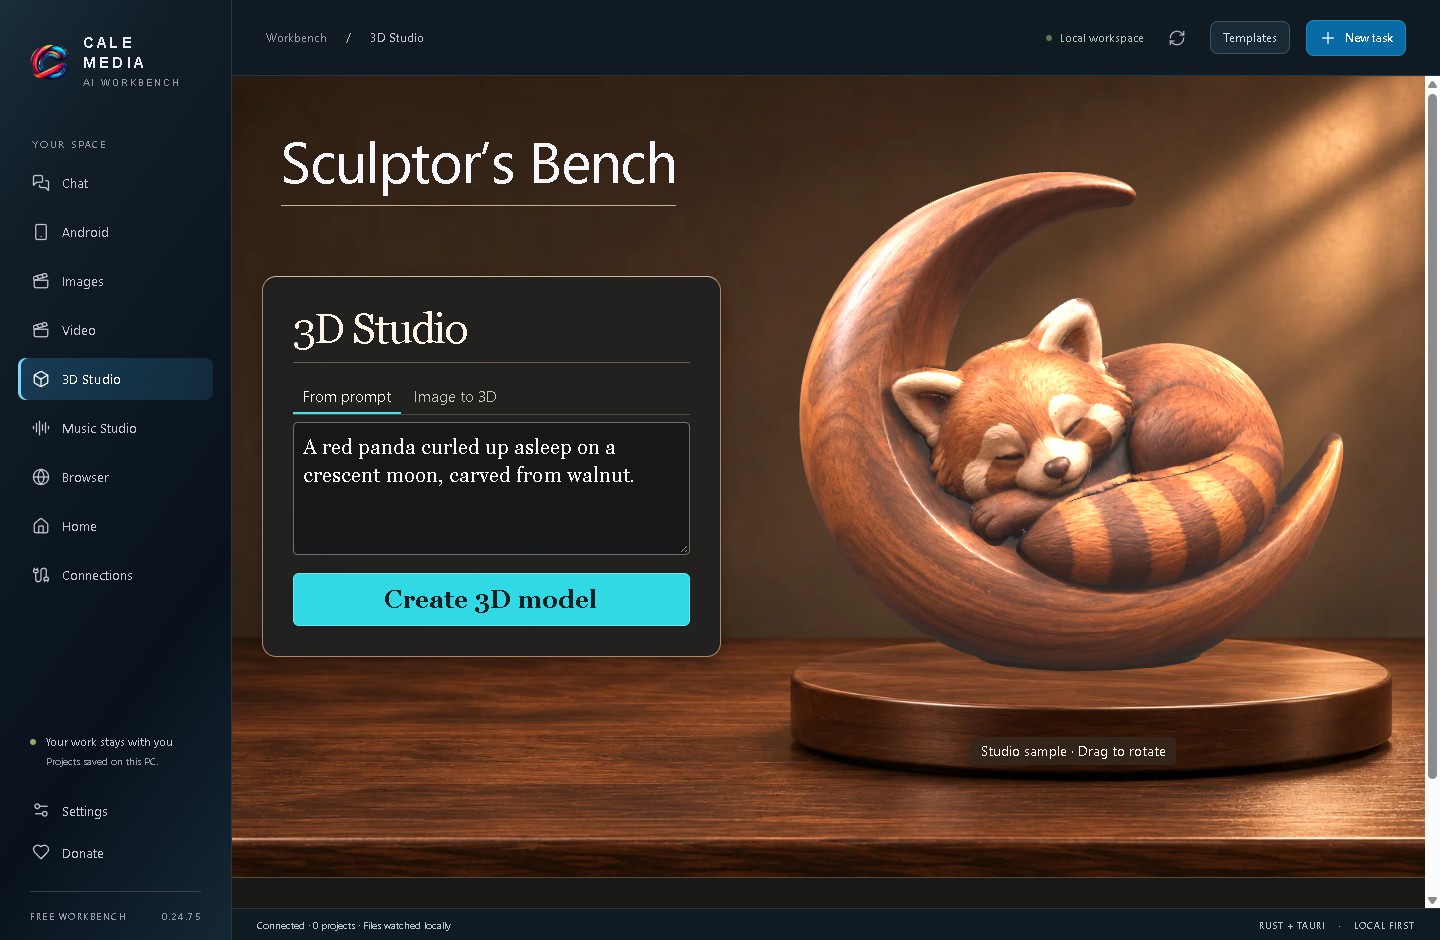 CALE
MEDIA
AI WORKBENCH
YOUR SPACE
Chat
Android
Images
Video
3D Studio
Music Studio
Browser
Home
Connections
Your work stays with you
Projects saved on this PC.
Settings
Donate
FREE WORKBENCH 0.24.75
Workbench / 3D Studio
Local workspace
Templates
New task
Sculptor's Bench
3D Studio
From prompt Image to 3D
A red panda curled up asleep on a
crescent moon, carved from walnut.
Create 3D model
Studio sample · Drag to rotate
Connected · 0 projects · Files watched locally
RUST + TAURI · LOCAL FIRST